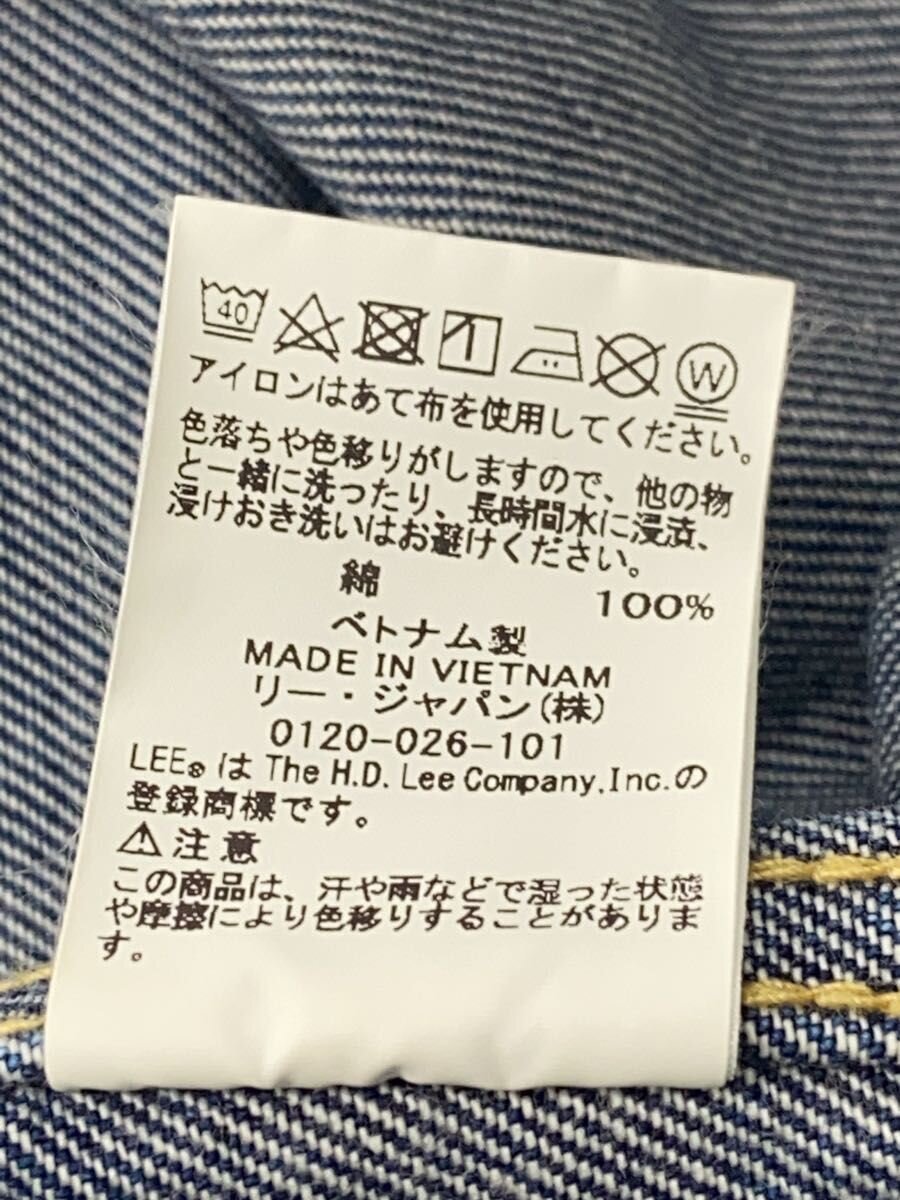 40 W
アイロンはあて布を使用してください。
色落ちや色移りがしますので、他の物
と一緒に洗ったり、長時間水に浸漬、
浸けおき洗いはお避けください。
綿 100%
ベトナム製
MADE IN VIETNAM
リー・ジャパン(株)
0120-026-101
LEE®は The H.D. Lee Company,Inc.の
登録商標です。
⚠注意
この商品は、汗や雨などで湿った状態
や摩擦により色移りすることがありま
す。